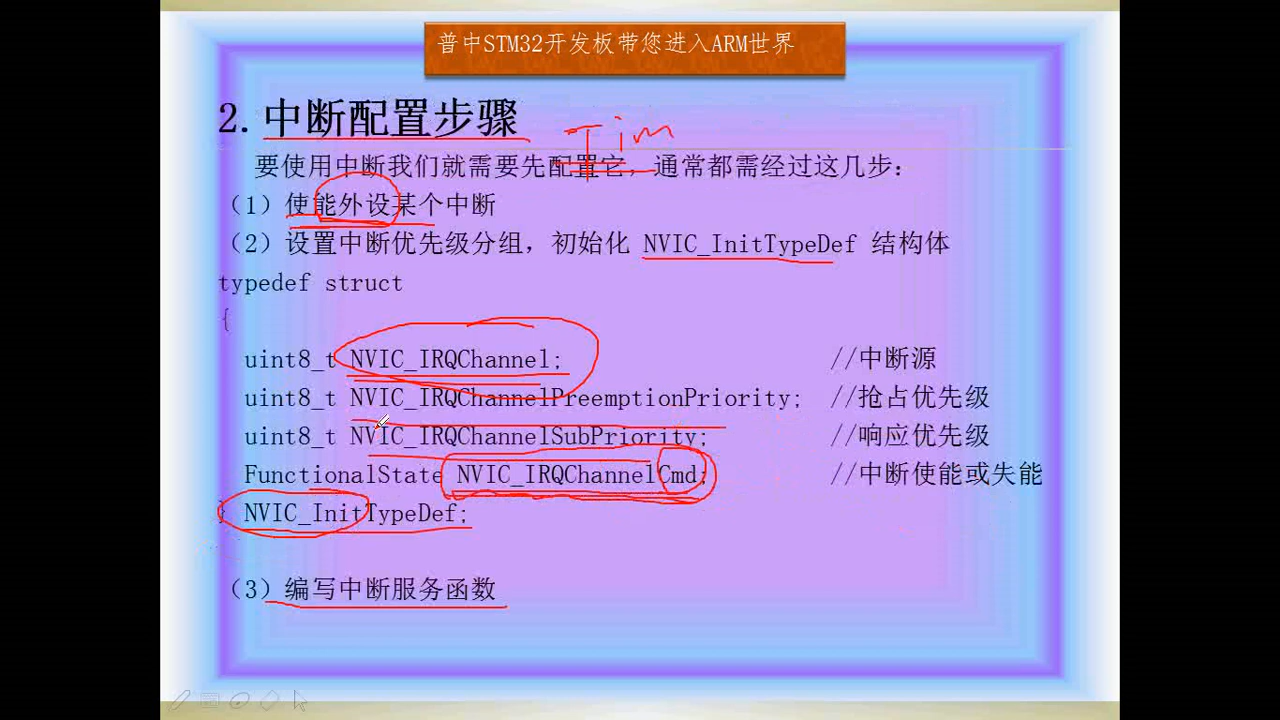 普中STM32开发板带您进入ARM世界
2.中断配置步骤
Tim
要使用中断我们就需要先配置它，通常都需经过这几步：
（1）使能外设某个中断
（2）设置中断优先级分组，初始化 NVIC_InitTypeDef 结构体
typedef struct
{
uint8_t NVIC_IRQChannel; //中断源
uint8_t NVIC_IRQChannelPreemptionPriority; //抢占优先级
uint8_t NVIC_IRQChannelSubPriority; //响应优先级
FunctionalState NVIC_IRQChannelCmd; //中断使能或失能
} NVIC_InitTypeDef;
（3）编写中断服务函数